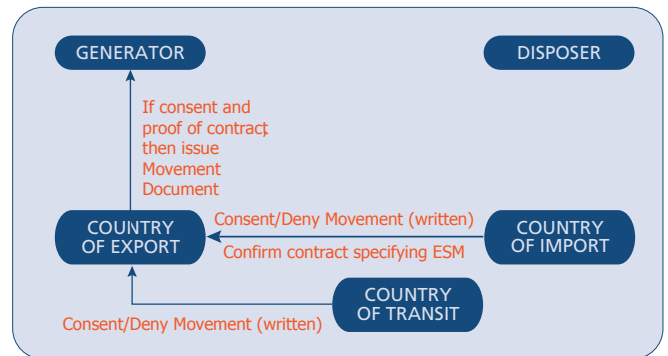 GENERATOR
DISPOSER
If consent and
proof of contract,
then issue
Movement
Document
COUNTRY
OF EXPORT
Consent/Deny Movement (written)
Confirm contract specifying ESM
COUNTRY
OF IMPORT
Consent/Deny Movement (written)
COUNTRY
OF TRANSIT